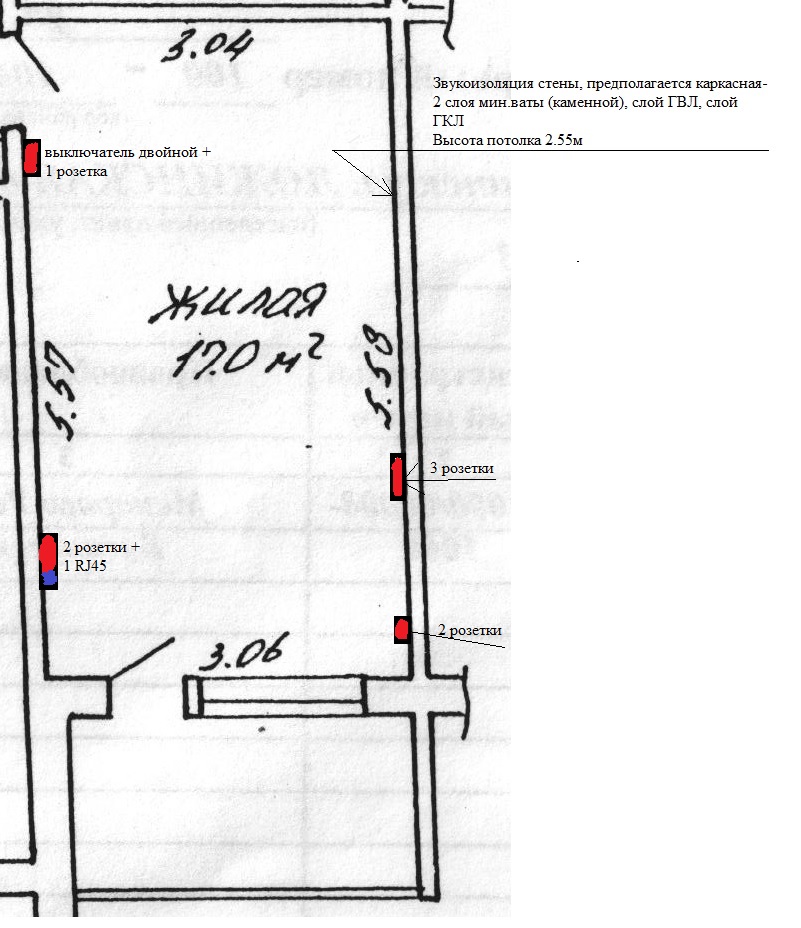 3.04
Звукоизоляция стены, предполагается каркасная-
2 слоя мин.ваты (каменной), слой ГВЛ, слой
ГКЛ
Высота потолка 2.55м
выключатель двойной +
1 розетка
жилая
17.0 м²
5.57
5.58
3 розетки
2 розетки +
1 RJ45
2 розетки
3.06